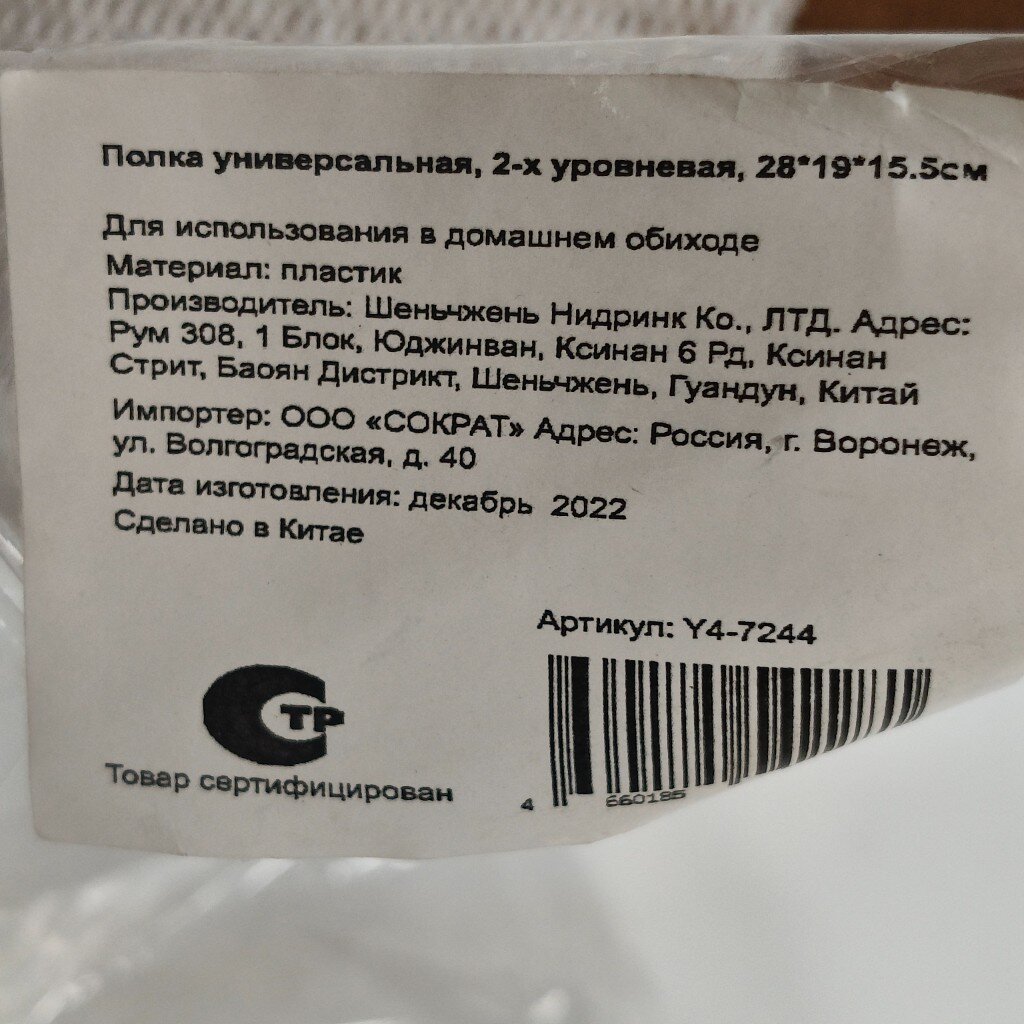 Полка универсальная, 2-х уровневая, 28*19*15.5см
Для использования в домашнем обиходе
Материал: пластик
Производитель: Шеньчжень Нидринк Ко., ЛТД. Адрес:
Рум 308, 1 Блок, Юджинван, Ксинан 6 Рд, Ксинан
Стрит, Баоян Дистрикт, Шеньчжень, Гуандун, Китай
Импортер: ООО «СОКРАТ» Адрес: Россия, г. Воронеж,
ул. Волгоградская, д. 40
Дата изготовления: декабрь 2022
Сделано в Китае
Артикул: Y4-7244
СТР
Товар сертифицирован
4 660185